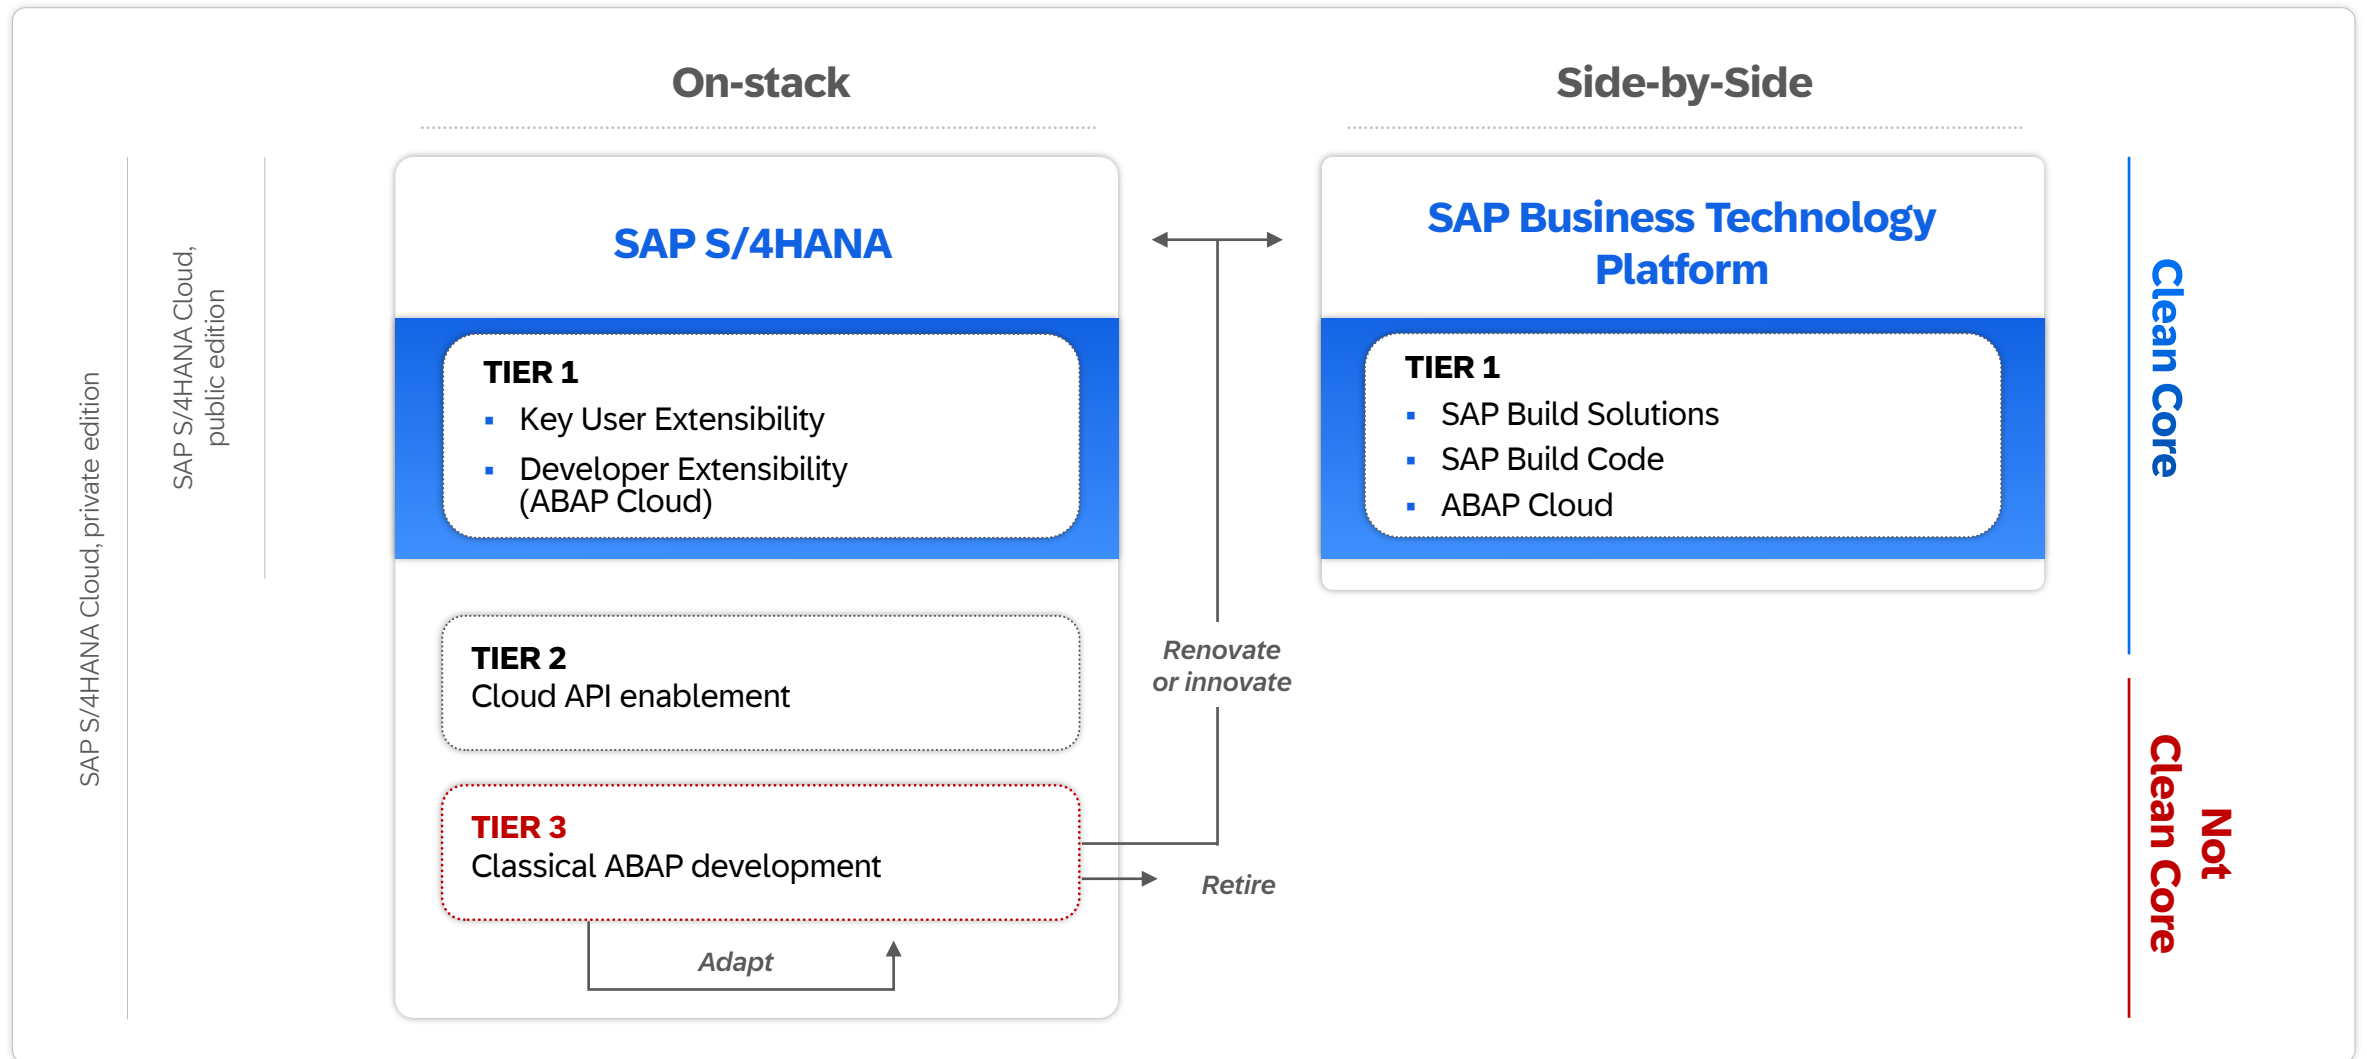 On-stack
Side-by-Side
SAP S/4HANA Cloud, private edition
SAP S/4HANA Cloud,
public edition
SAP S/4HANA
TIER 1
▪ Key User Extensibility
▪ Developer Extensibility
(ABAP Cloud)
TIER 2
Cloud API enablement
TIER 3
Classical ABAP development
Adapt
Renovate
or innovate
Retire
SAP Business Technology
Platform
TIER 1
▪ SAP Build Solutions
▪ SAP Build Code
▪ ABAP Cloud
Clean Core
Not
Clean Core